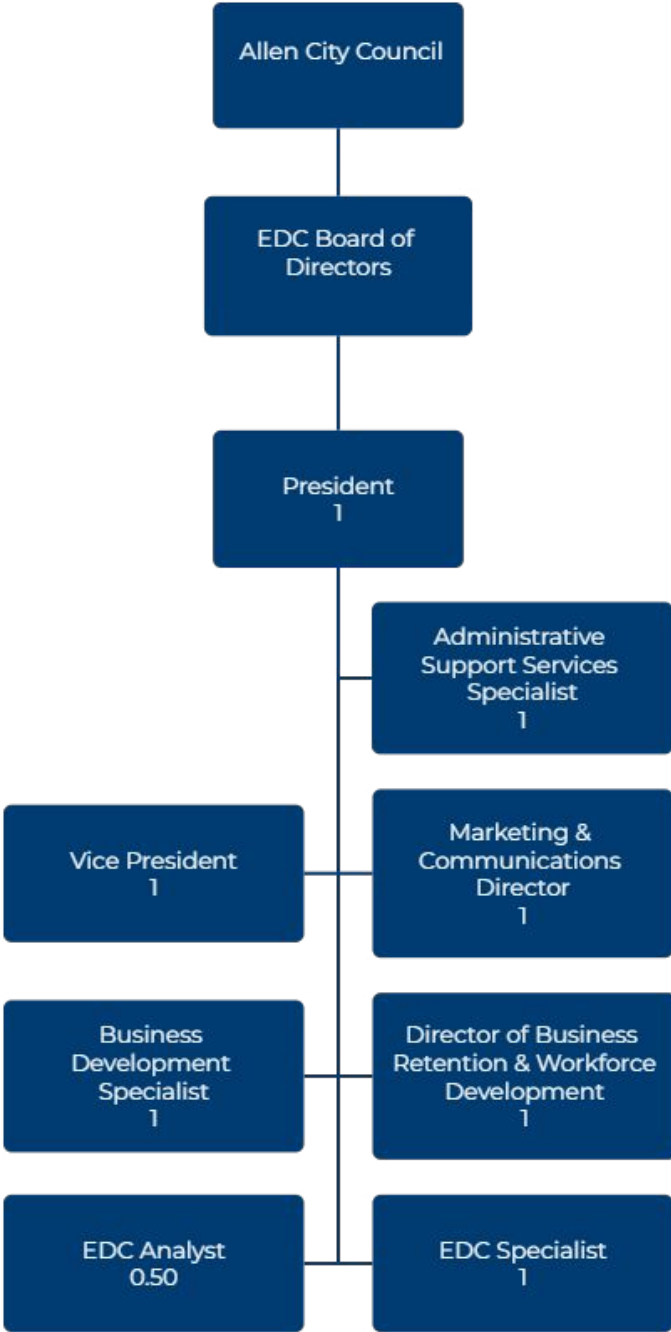 Allen City Council
EDC Board of
Directors
President
1
Administrative
Support Services
Specialist
1
Vice President
1
Marketing &
Communications
Director
1
Business
Development
Specialist
1
Director of Business
Retention & Workforce
Development
1
EDC Analyst
0.50
EDC Specialist
1